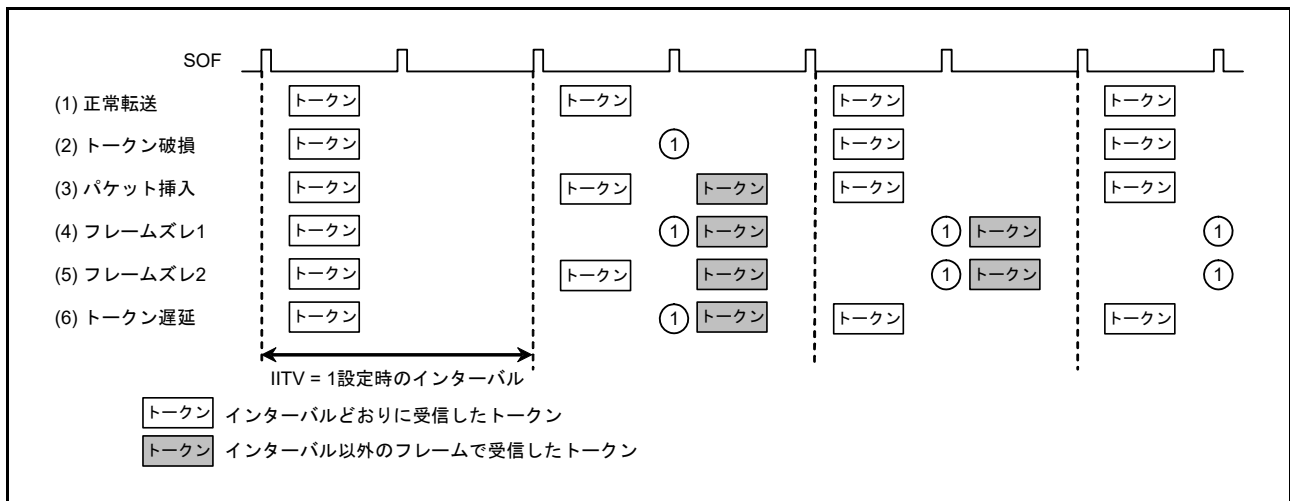 SOF
(1) 正常転送 トークン トークン トークン トークン
(2) トークン破損 トークン 1 トークン トークン
(3) パケット挿入 トークン トークン トークン トークン トークン
(4) フレームズレ1 トークン 1 トークン 1 トークン 1
(5) フレームズレ2 トークン トークン トークン 1 トークン 1
(6) トークン遅延 トークン 1 トークン トークン トークン
IITV = 1設定時のインターバル
トークン インターバルどおりに受信したトークン
トークン インターバル以外のフレームで受信したトークン